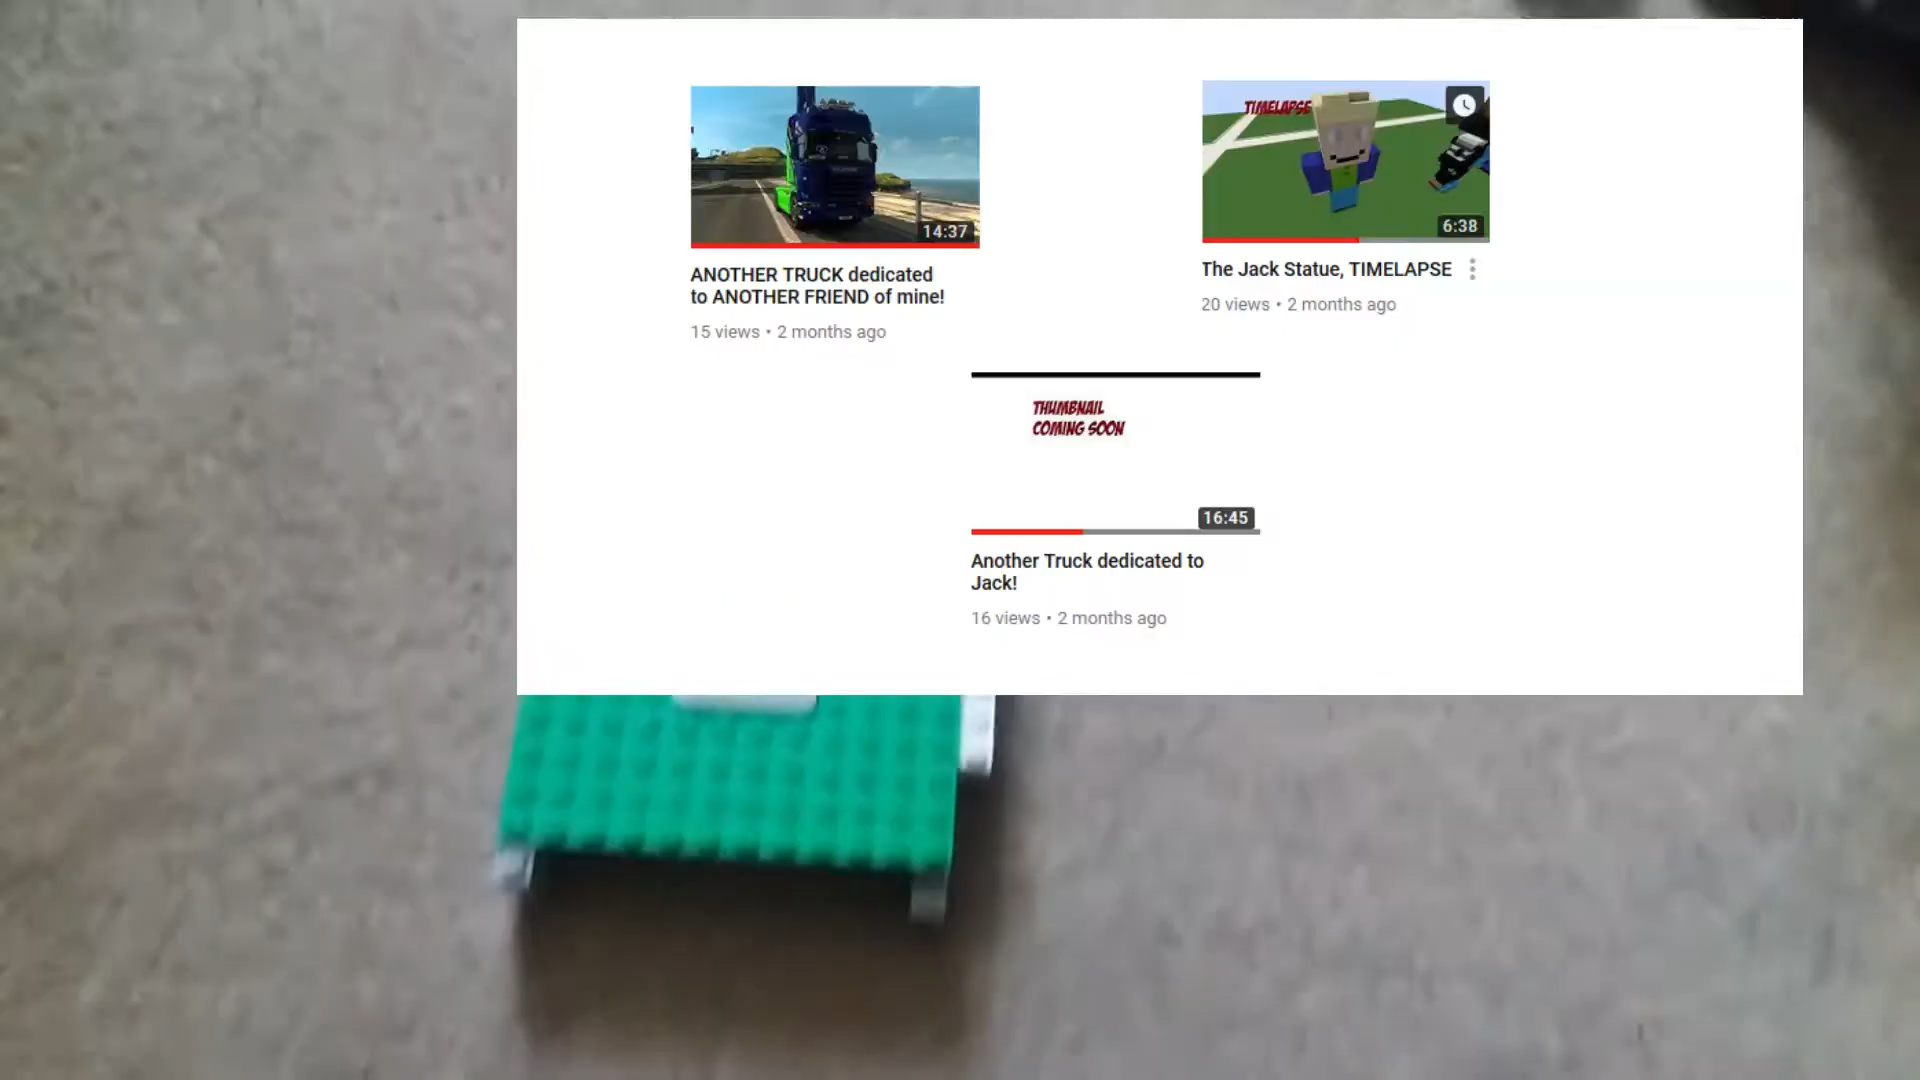 14:37
ANOTHER TRUCK dedicated
to ANOTHER FRIEND of mine!
15 views • 2 months ago
TIMELAPSE
6:38
The Jack Statue, TIMELAPSE
20 views • 2 months ago
THUMBNAIL
COMING SOON
16:45
Another Truck dedicated to
Jack!
16 views • 2 months ago